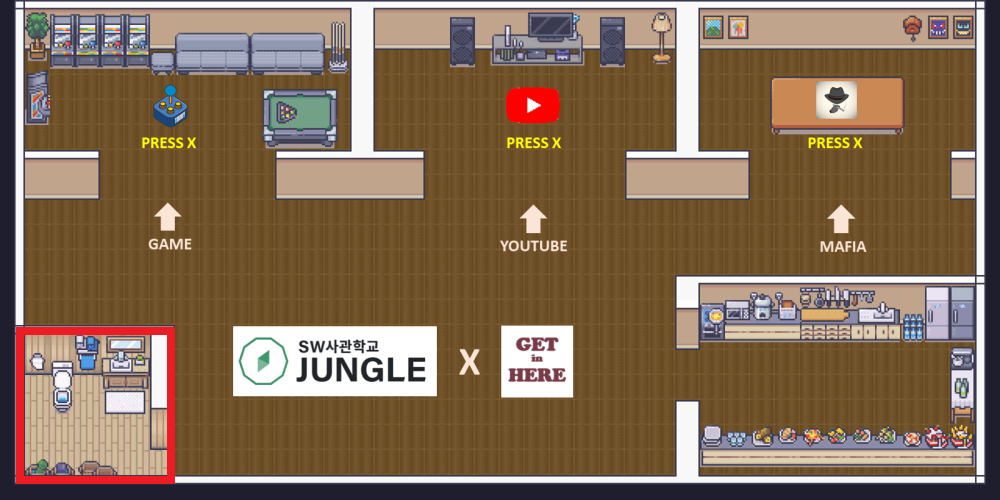 PRESS X
PRESS X
PRESS X
GAME
YOUTUBE
MAFIA
SW사관학교
JUNGLE
X
GET
in
HERE